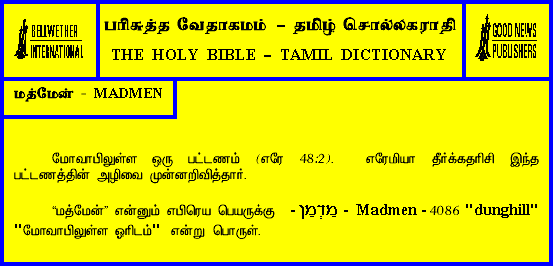 BELLWETHER
INTERNATIONAL
பரிசுத்த வேதாகமம் – தமிழ் சொல்லகராதி
THE HOLY BIBLE – TAMIL DICTIONARY
GOOD NEWS
PUBLISHERS
மத்மேன் - MADMEN
மோவாபிலுள்ள ஒரு பட்டணம் (எரே 48:2). எரேமியா தீர்க்கதரிசி இந்த
பட்டணத்தின் அழிவை முன்னறிவித்தார்.
“மத்மேன்” என்னும் எபிரெய பெயருக்கு - מַדְמֵן - Madmen - 4086 "dunghill"
"மோவாபிலுள்ள ஓரிடம்" என்று பொருள்.